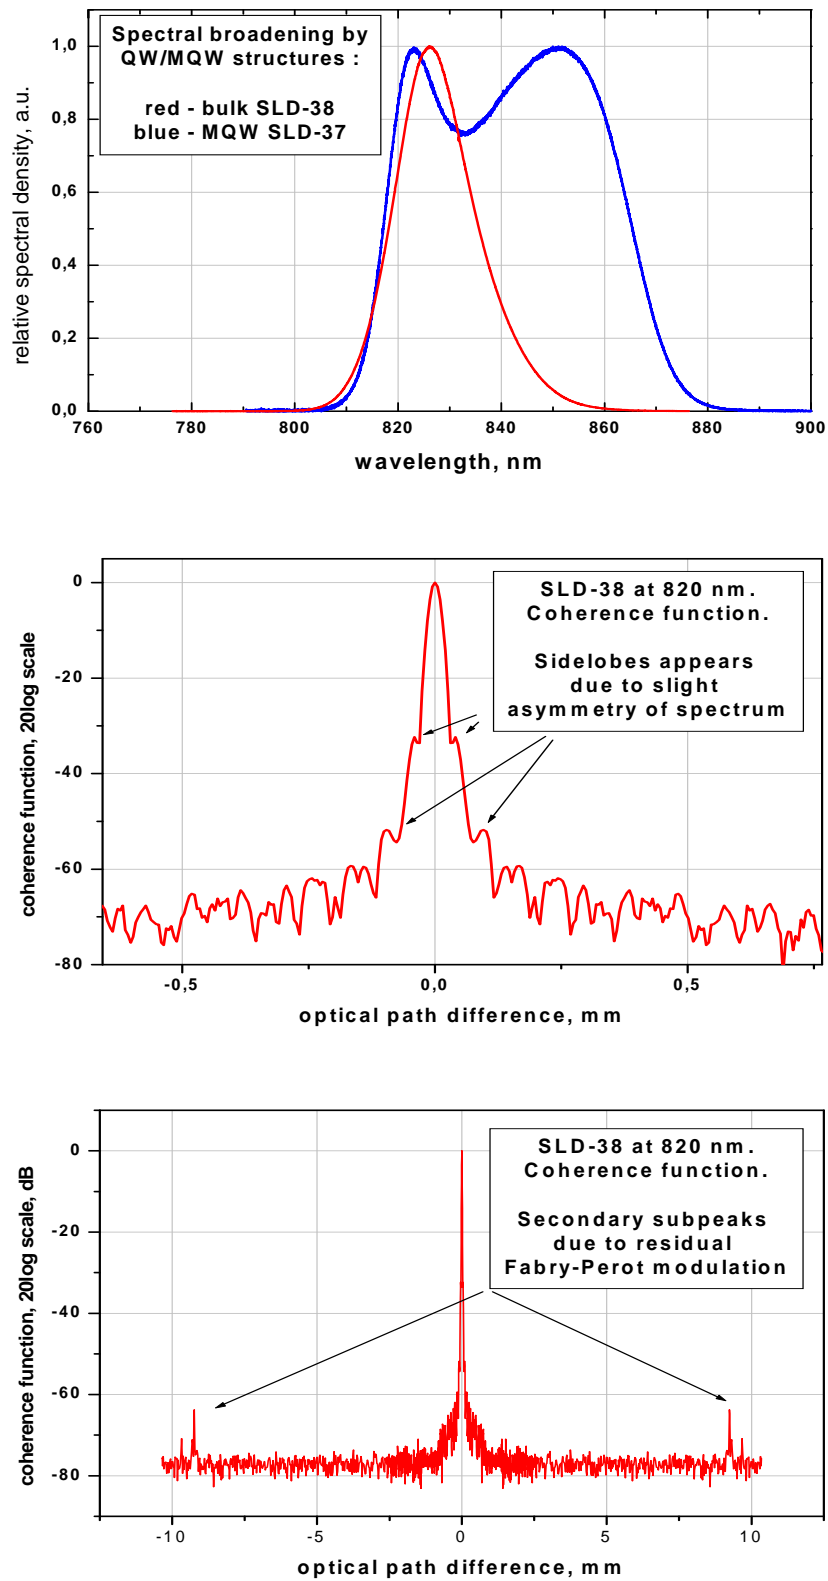 Spectral broadening by
QW/MQW structures :
red - bulk SLD-38
blue - MQW SLD-37
relative spectral density, a.u.
1,0
0,8
0,6
0,4
0,2
0,0
760 780 800 820 840 860 880 900
wavelength, nm
SLD-38 at 820 nm.
Coherence function.
Sidelobes appears
due to slight
asymmetry of spectrum
coherence function, 20log scale
0
-20
-40
-60
-80
-0,5 0,0 0,5
optical path difference, mm
SLD-38 at 820 nm.
Coherence function.
Secondary subpeaks
due to residual
Fabry-Perot modulation
coherence function, 20log scale, dB
0
-20
-40
-60
-80
-10 -5 0 5 10
optical path difference, mm